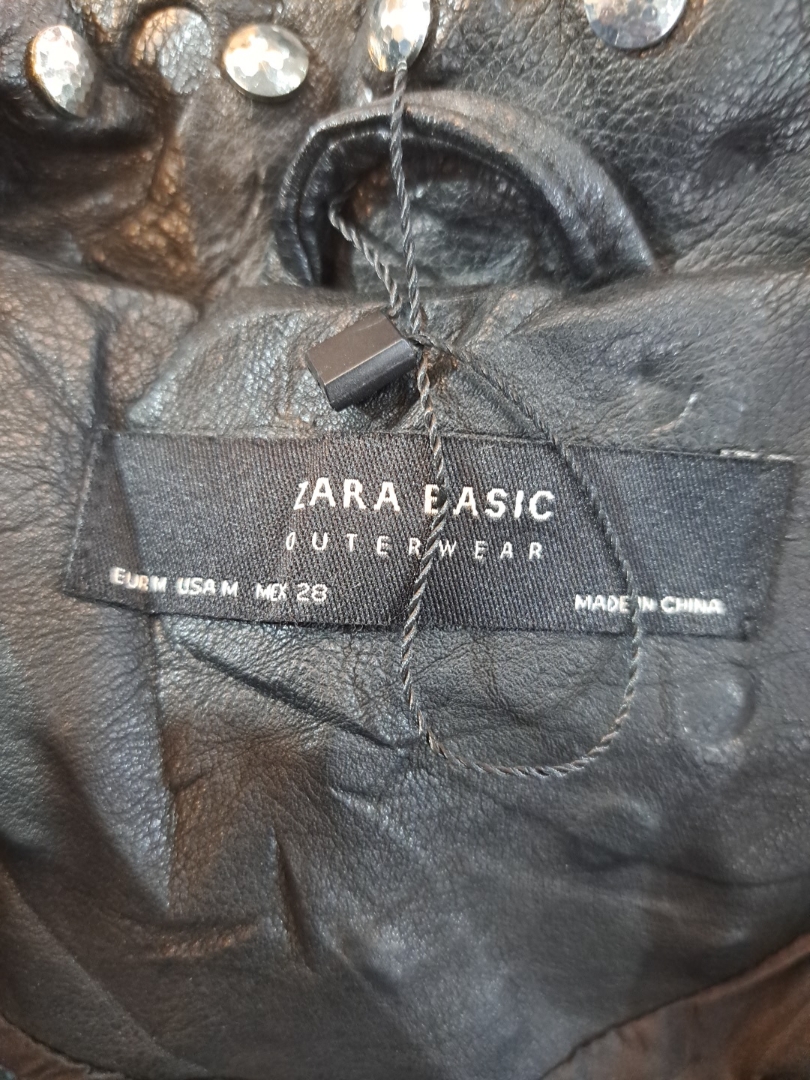 ZARA BASIC
OUTERWEAR
EUR M USA M MEX 28
MADE IN CHINA